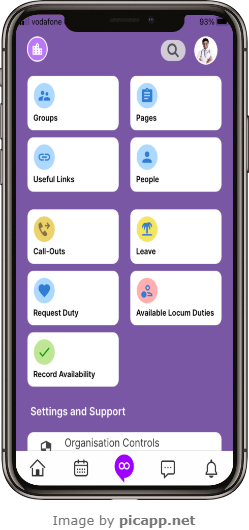 vodafone 93%
Groups Pages
Useful Links People
Call-Outs Leave
Request Duty Available Locum Duties
Record Availability
Settings and Support
Organisation Controls
Image by picapp.net